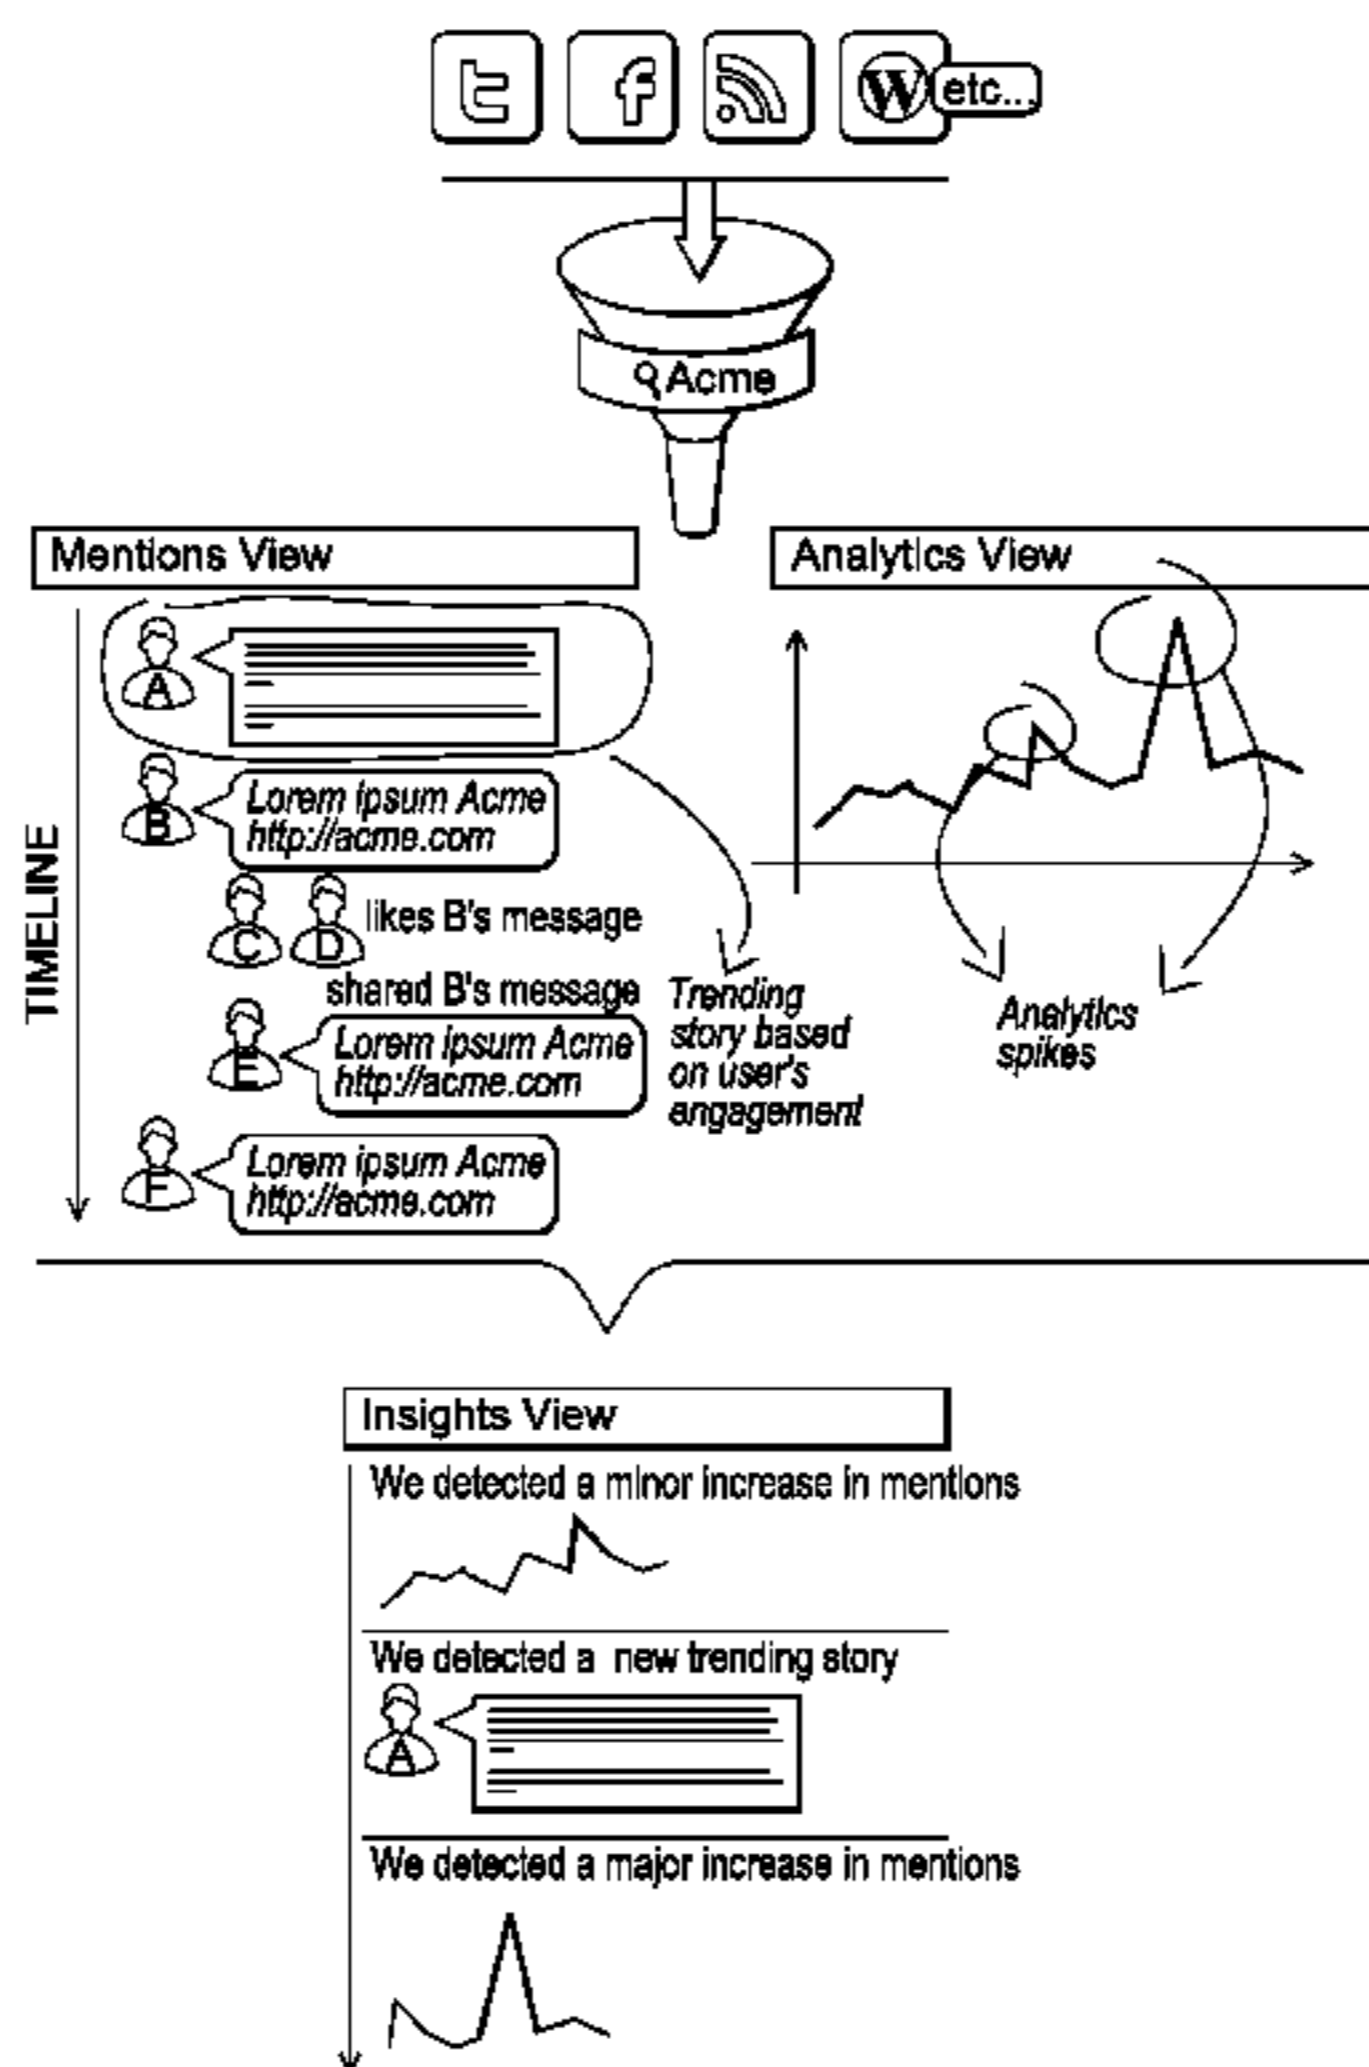 t
f
W
etc...
Acme
Mentions View
Analytics View
TIMELINE
A
B
Lorem ipsum Acme
http://acme.com
C
D
likes B's message
shared B's message
E
Lorem ipsum Acme
http://acme.com
F
Lorem ipsum Acme
http://acme.com
Trending
story based
on user's
engagement
Analytics
spikes
Insights View
We detected a minor increase in mentions
We detected a new trending story
A
We detected a major increase in mentions